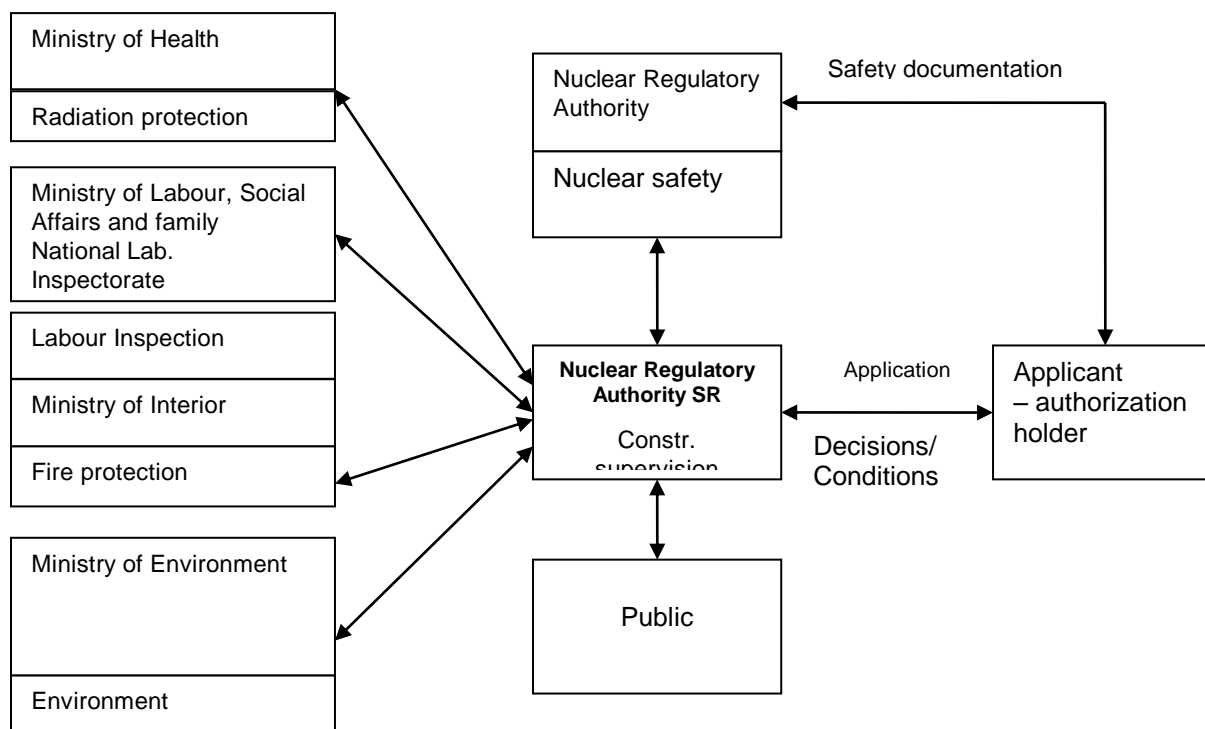 Ministry of Health
Radiation protection
Ministry of Labour, Social
Affairs and family
National Lab.
Inspectorate
Labour Inspection
Ministry of Interior
Fire protection
Ministry of Environment
Environment
Nuclear Regulatory
Authority
Nuclear safety
Safety documentation
Nuclear Regulatory
Authority SR
Constr.
supervision
Application
Decisions/
Conditions
Applicant
– authorization
holder
Public